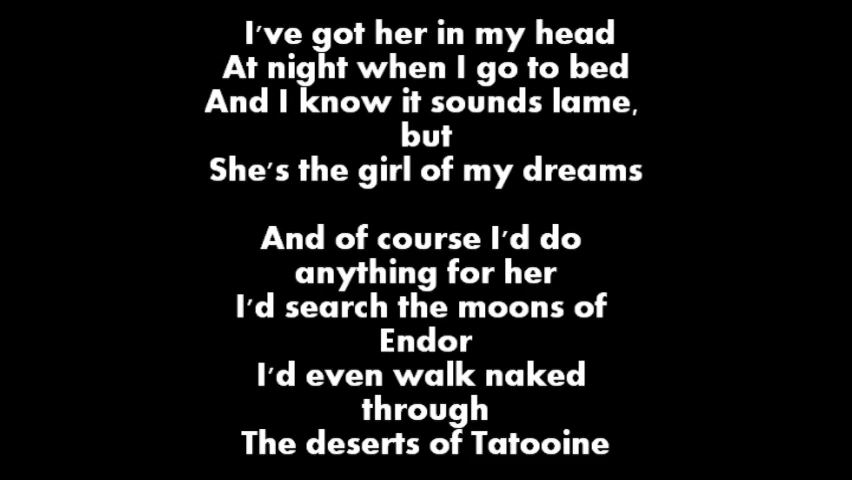 I've got her in my head
At night when I go to bed
And I know it sounds lame,
but
She's the girl of my dreams
And of course I'd do
anything for her
I'd search the moons of
Endor
I'd even walk naked
through
The deserts of Tatooine